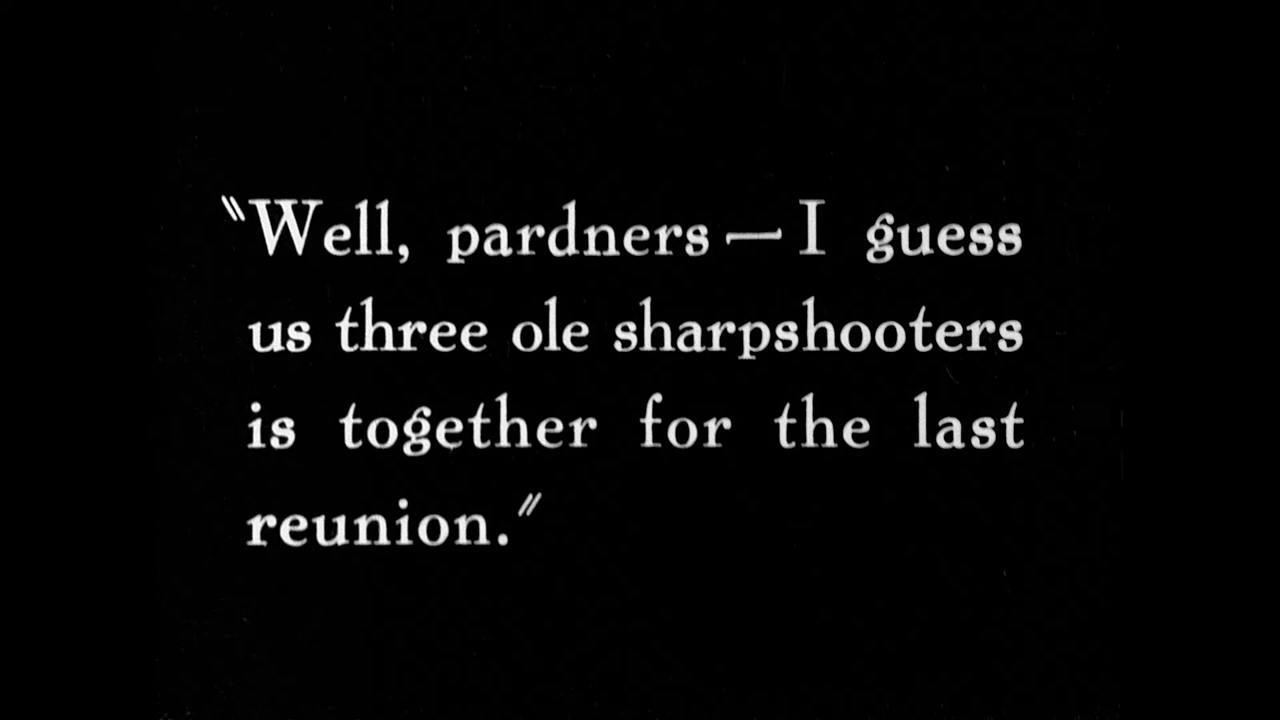 "Well, pardners — I guess
us three ole sharpshooters
is together for the last
reunion."